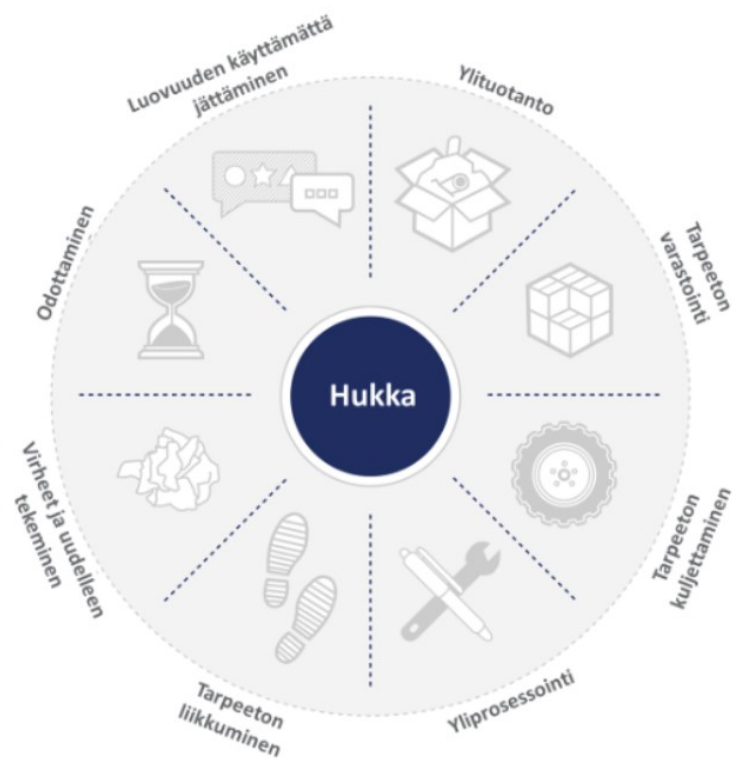 Luovuuden käyttämättä
jättäminen
Ylituotanto
Tarpeeton
varastointi
Tarpeeton
kuljettaminen
Yliprosessointi
Tarpeeton
liikkuminen
Virheet ja uudelleen
tekeminen
Odottaminen
Hukka